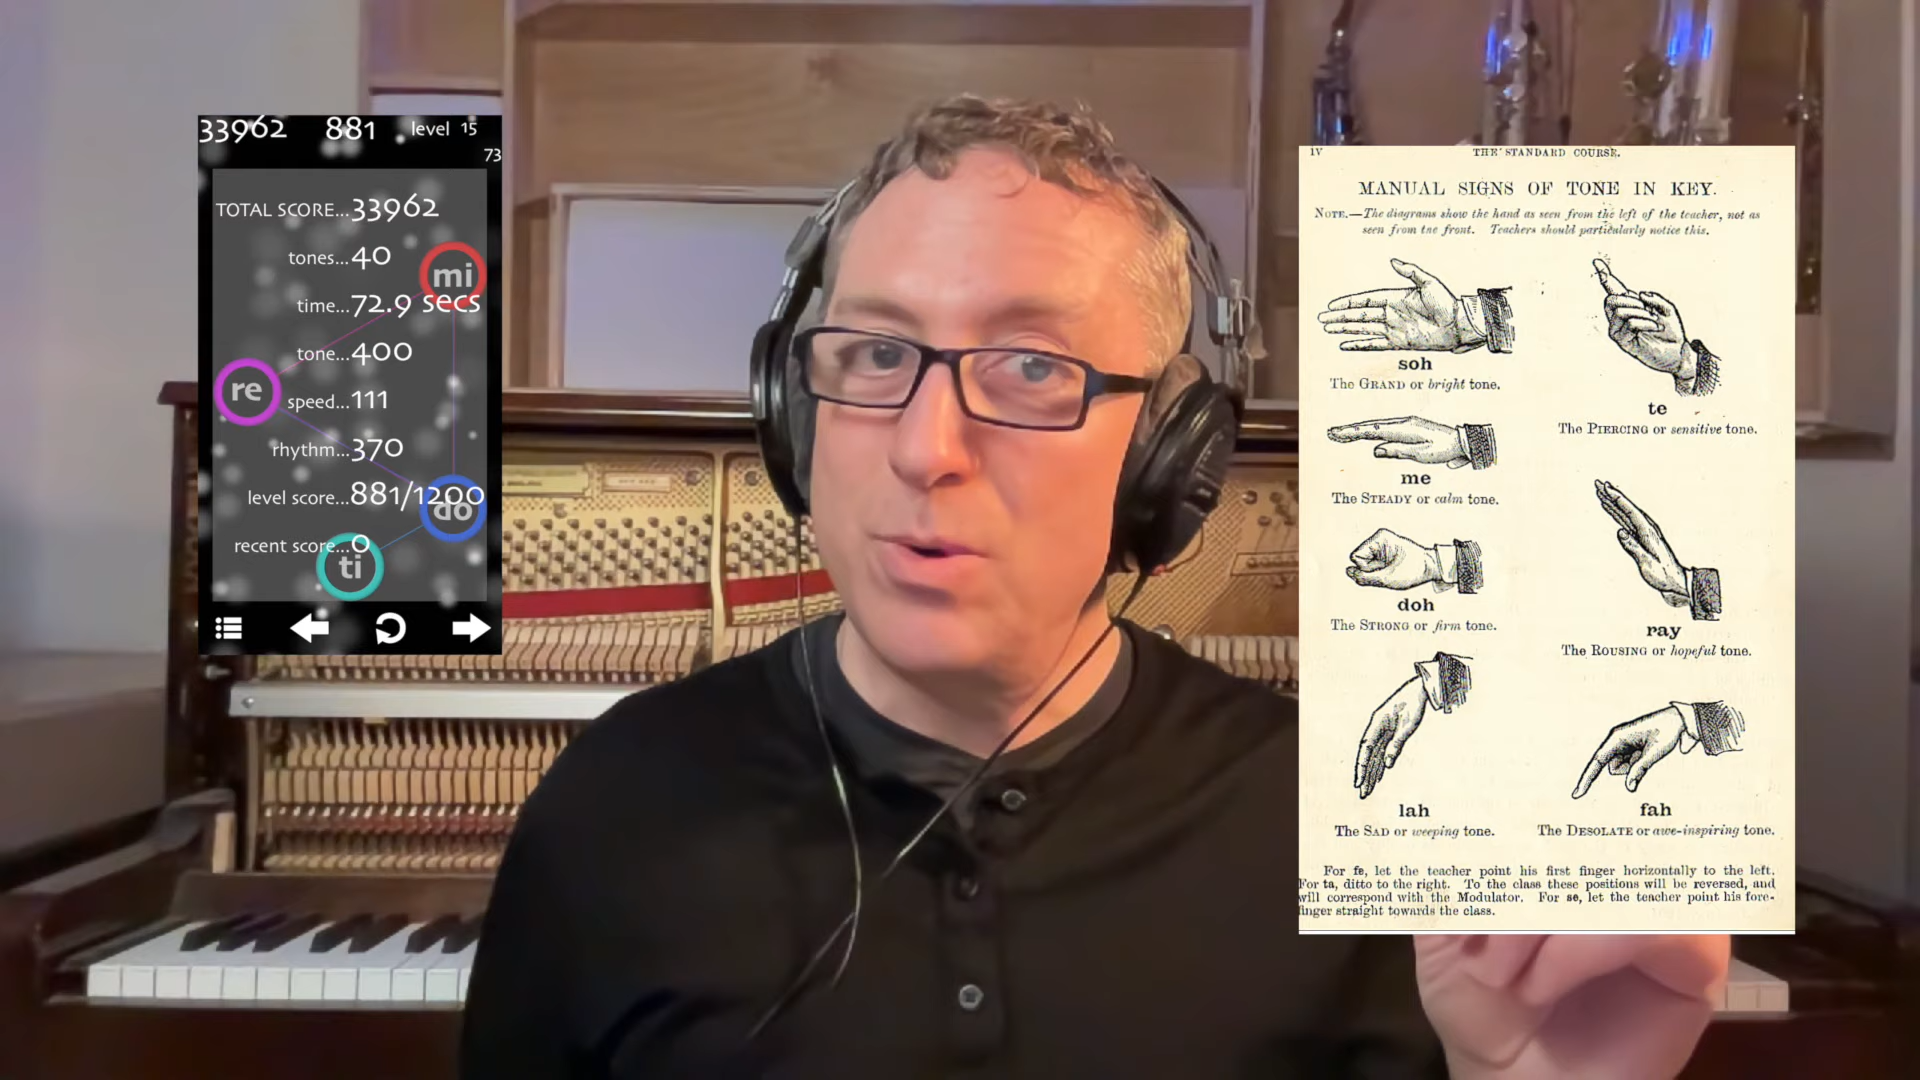 33962 881 level 15
73
TOTAL SCORE...33962
tones...40
mi
time...72.9 secs
tone...400
re
speed...111
rhythm...370
level score...881/1200
do
recent score...0
ti
IV THE STANDARD COURSE.
MANUAL SIGNS OF TONE IN KEY.
NOTE.—The diagrams show the hand as seen from the left of the teacher, not as
seen from the front. Teachers should particularly notice this.
soh
The GRAND or bright tone.
te
The PIERCING or sensitive tone.
me
The STEADY or calm tone.
doh
The STRONG or firm tone.
ray
The ROUSING or hopeful tone.
lah
The SAD or weeping tone.
fah
The DESOLATE or awe-inspiring tone.
For fe, let the teacher point his first finger horizontally to the left.
For ta, ditto to the right. To the class these positions will be reversed, and
will correspond with the Modulator. For se, let the teacher point his fore-
finger straight towards the class.